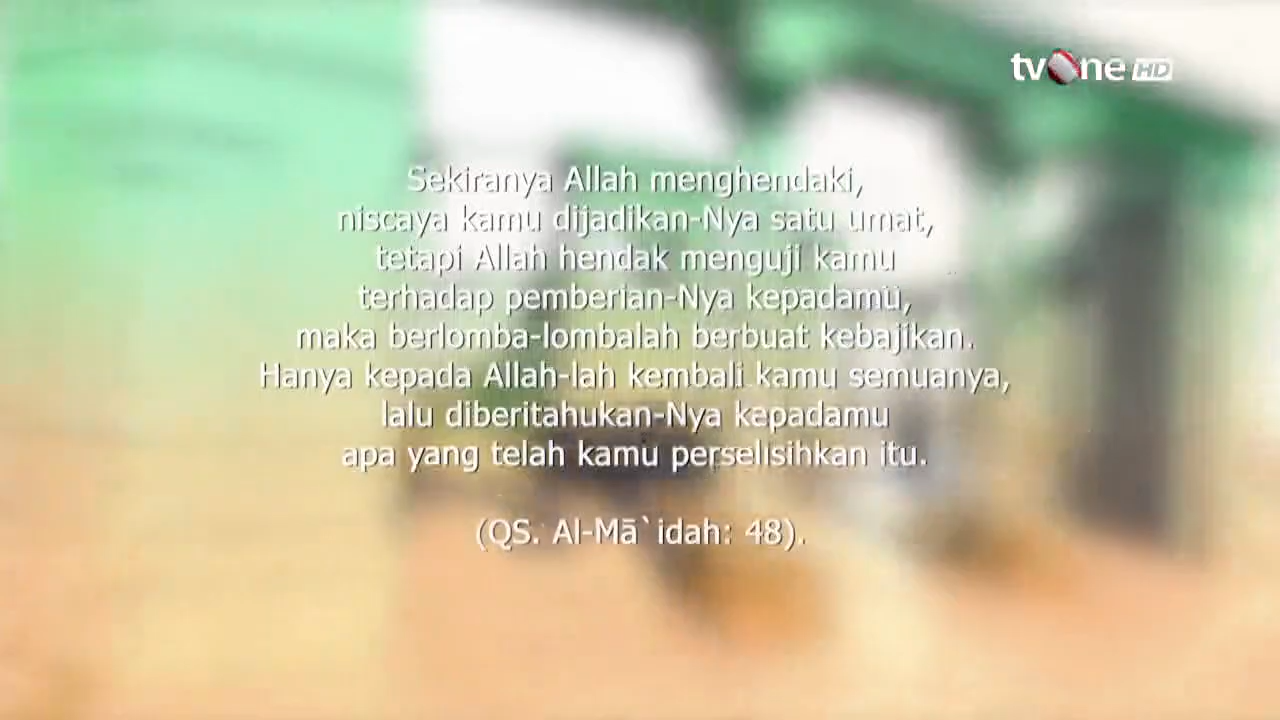 tvOne HD
Sekiranya Allah menghendaki,
niscaya kamu dijadikan-Nya satu umat,
tetapi Allah hendak menguji kamu
terhadap pemberian-Nya kepadamu,
maka berlomba-lombalah berbuat kebajikan.
Hanya kepada Allah-lah kembali kamu semuanya,
lalu diberitahukan-Nya kepadamu
apa yang telah kamu perselisihkan itu.
(QS. Al-Mā`idah: 48).